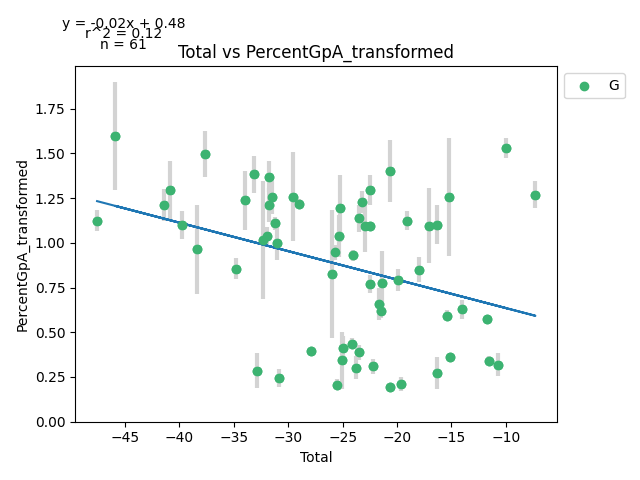 y = -0.02x + 0.48
r^2 = 0.12
n = 61
Total vs PercentGpA_transformed
G
PercentGpA_transformed
1.75
1.50
1.25
1.00
0.75
0.50
0.25
0.00
−45 −40 −35 −30 −25 −20 −15 −10
Total